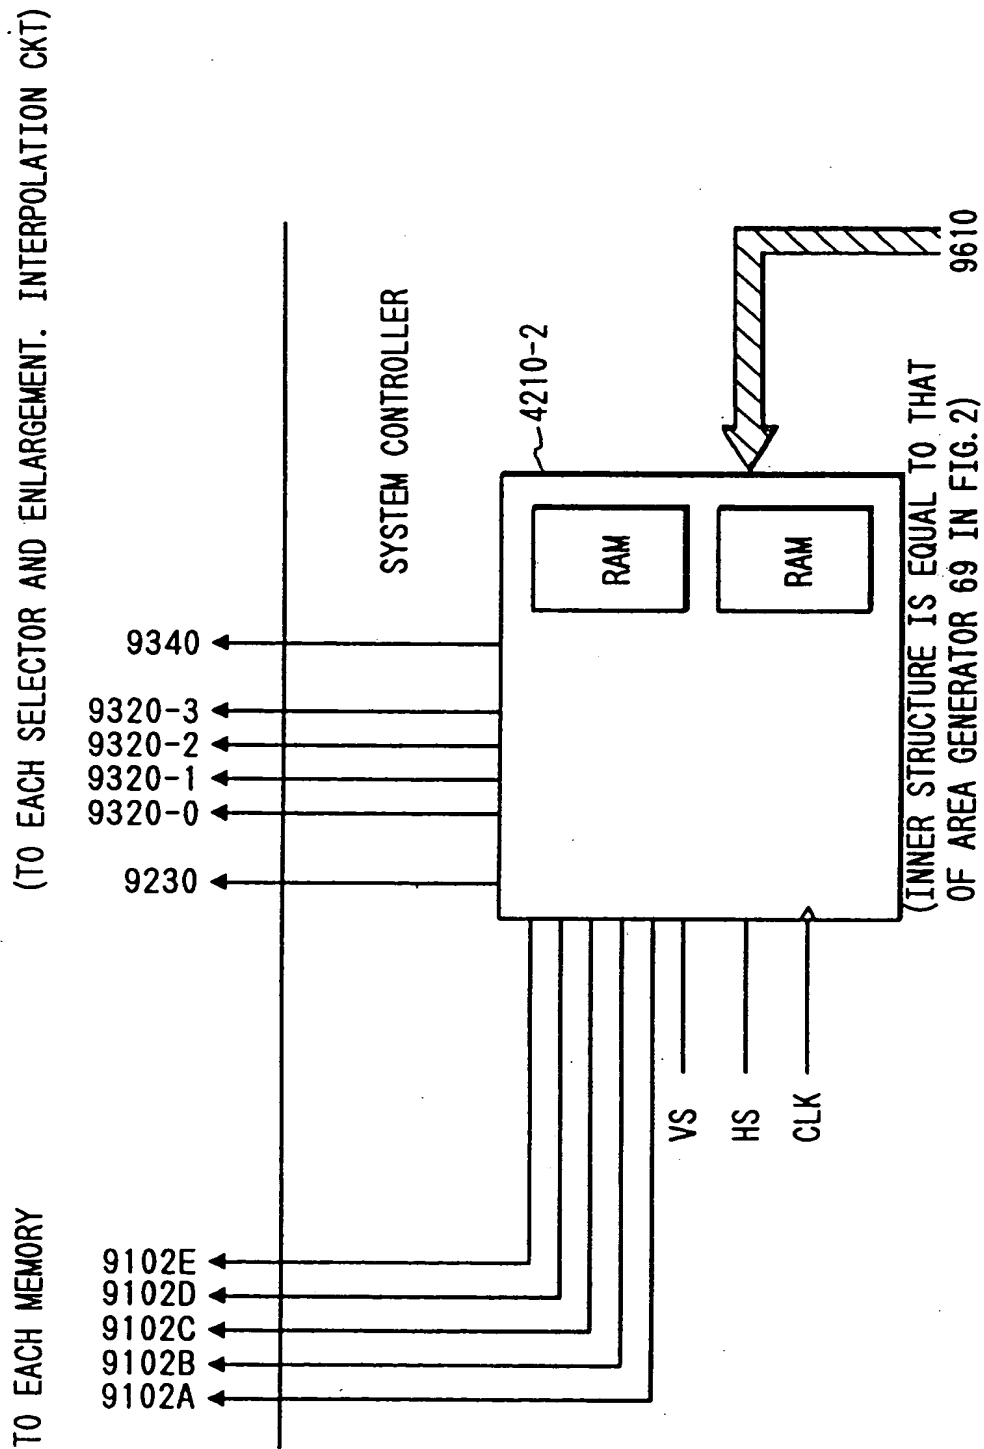 TO EACH MEMORY
(TO EACH SELECTOR AND ENLARGEMENT. INTERPOLATION CKT)
9102A
9102B
9102C
9102D
9102E
9230
9320-0
9320-1
9320-2
9320-3
9340
SYSTEM CONTROLLER
4210-2
RAM
RAM
VS
HS
CLK
9610
(INNER STRUCTURE IS EQUAL TO THAT
OF AREA GENERATOR 69 IN FIG.2)